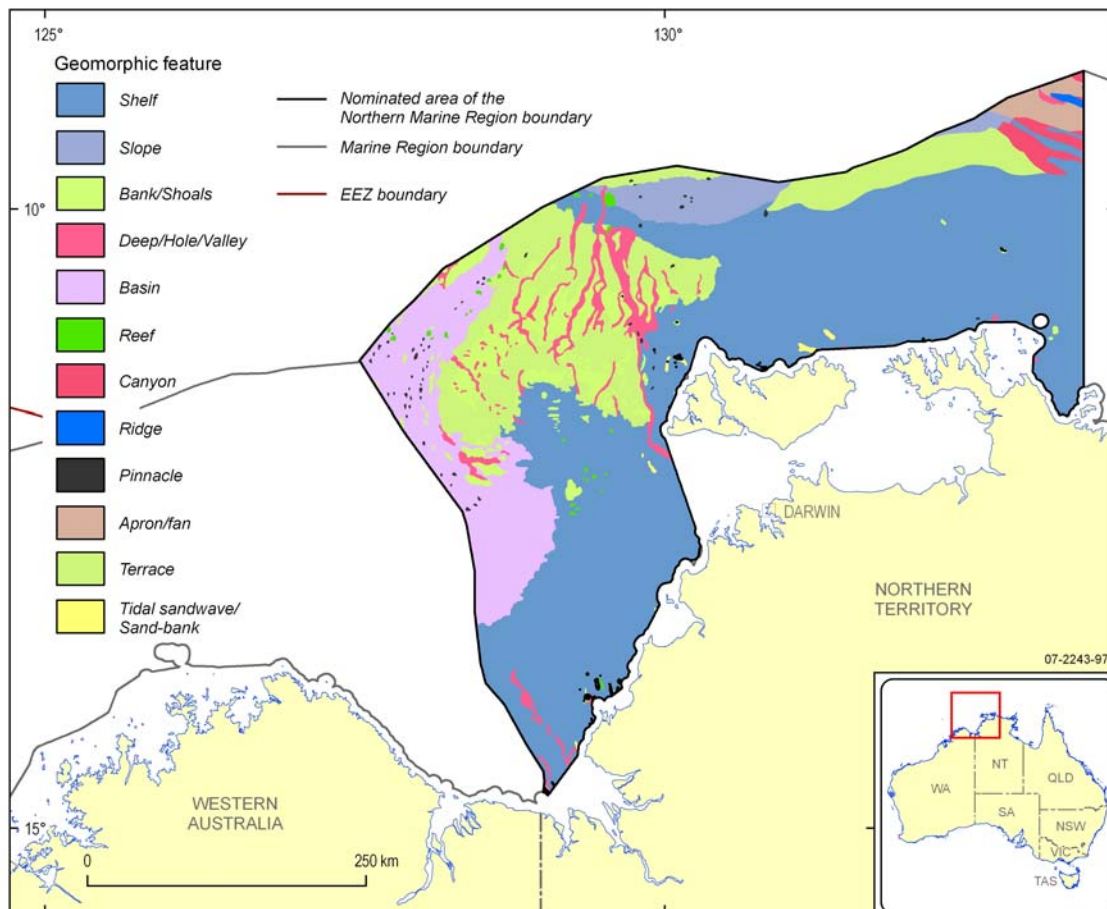 125°
130°
Geomorphic feature
Shelf
Slope
Bank/Shoals
Deep/Hole/Valley
Basin
Reef
Canyon
Ridge
Pinnacle
Apron/fan
Terrace
Tidal sandwave/
Sand-bank
Nominated area of the
Northern Marine Region boundary
Marine Region boundary
EEZ boundary
10°
DARWIN
NORTHERN
TERRITORY
07-2243-97
WESTERN
AUSTRALIA
15°
0
250 km
WA
NT
QLD
SA
NSW
VIC
TAS